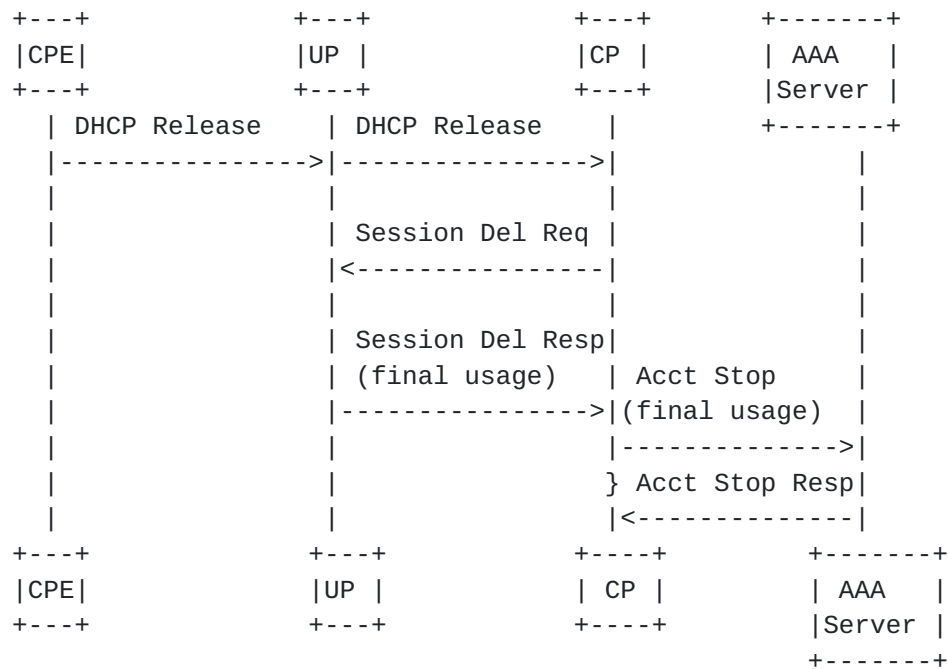 +---+              +---+             +---+       +-------+
|CPE|              |UP |             |CP |       | AAA   |
+---+              +---+             +---+       |Server |
  | DHCP Release     | DHCP Release    |         +-------+
  |----------------->|---------------->|               |
  |                  |                 |               |
  |                  | Session Del Req |               |
  |                  |<----------------|               |
  |                  |                 |               |
  |                  | Session Del Resp|               |
  |                  | (final usage)   | Acct Stop     |
  |                  |---------------->|(final usage)  |
  |                  |                 |-------------->|
  |                  |                 } Acct Stop Resp|
  |                  |                 |<--------------|
+---+               +---+            +----+         +-------+
|CPE|               |UP |            | CP |         | AAA   |
+---+               +---+            +----+         |Server |
                                                    +-------+